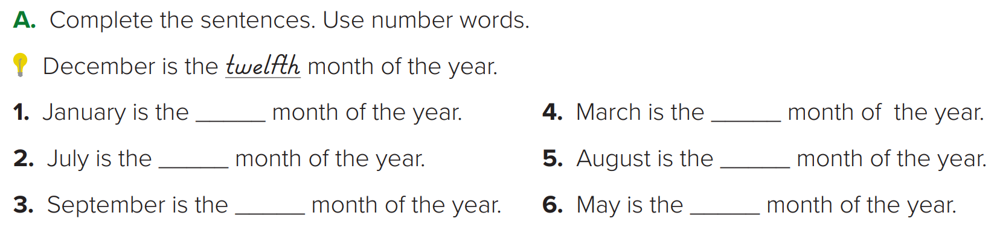 A. Complete the sentences. Use number words.
December is the twelfth month of the year.
1. January is the ______ month of the year.
2. July is the ______ month of the year.
3. September is the ______ month of the year.
4. March is the ______ month of the year.
5. August is the ______ month of the year.
6. May is the ______ month of the year.